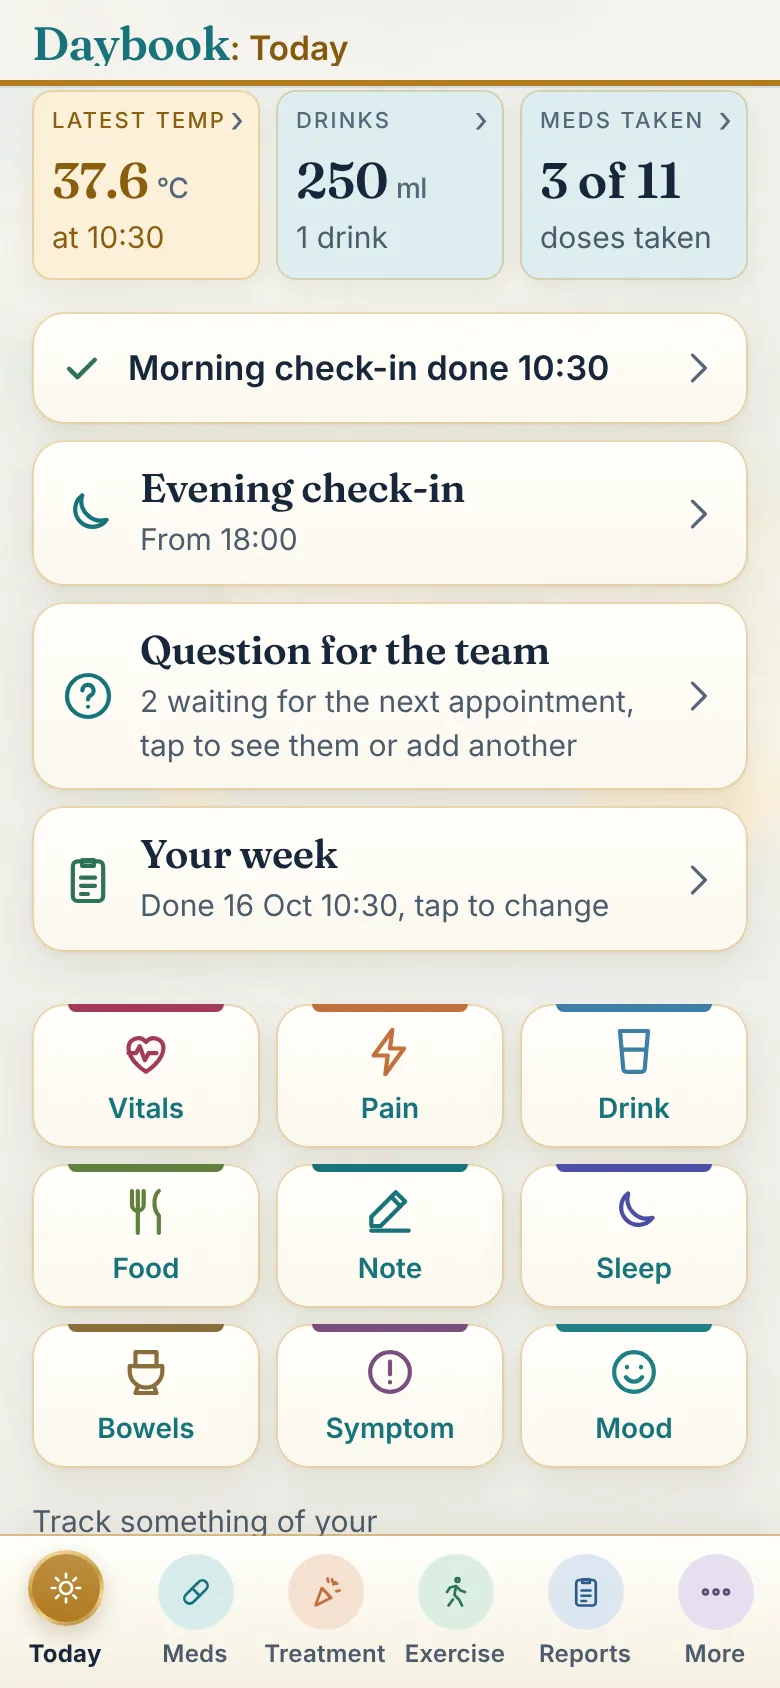 Daybook: Today
LATEST TEMP
37.6 °C
at 10:30
DRINKS
250 ml
1 drink
MEDS TAKEN
3 of 11
doses taken
Morning check-in done 10:30
Evening check-in
From 18:00
Question for the team
2 waiting for the next appointment,
tap to see them or add another
Your week
Done 16 Oct 10:30, tap to change
Vitals
Pain
Drink
Food
Note
Sleep
Bowels
Symptom
Mood
Track something of your
Today
Meds
Treatment
Exercise
Reports
More